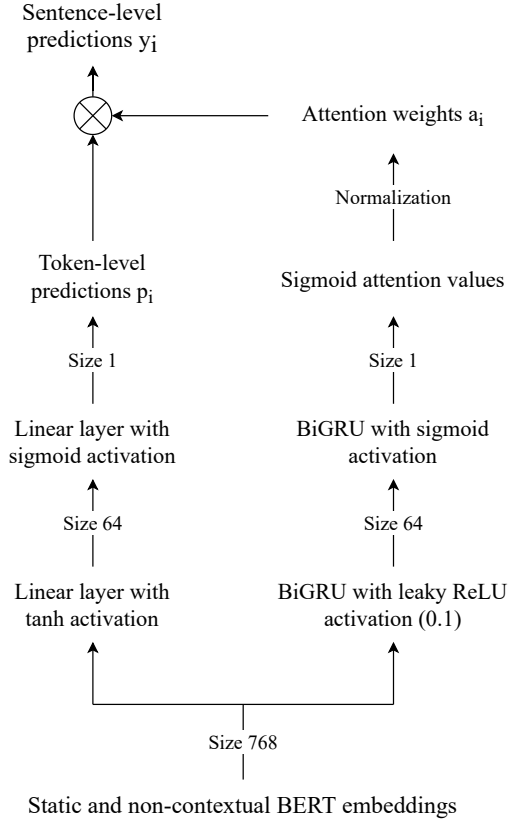 Sentence-level
predictions yi
Attention weights ai
Normalization
Token-level
predictions pi
Sigmoid attention values
Size 1
Size 1
Linear layer with
sigmoid activation
BiGRU with sigmoid
activation
Size 64
Size 64
Linear layer with
tanh activation
BiGRU with leaky ReLU
activation (0.1)
Size 768
Static and non-contextual BERT embeddings